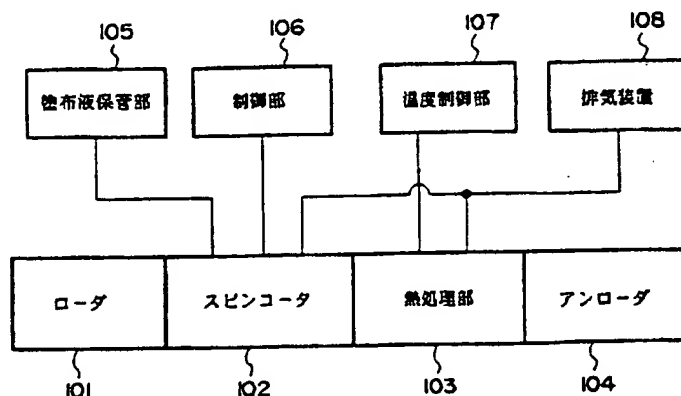 105 106 107 108
塗布液保管部 制御部 温度制御部 排気装置
ローダ スピンコータ 熱処理部 アンローダ
101 102 103 104